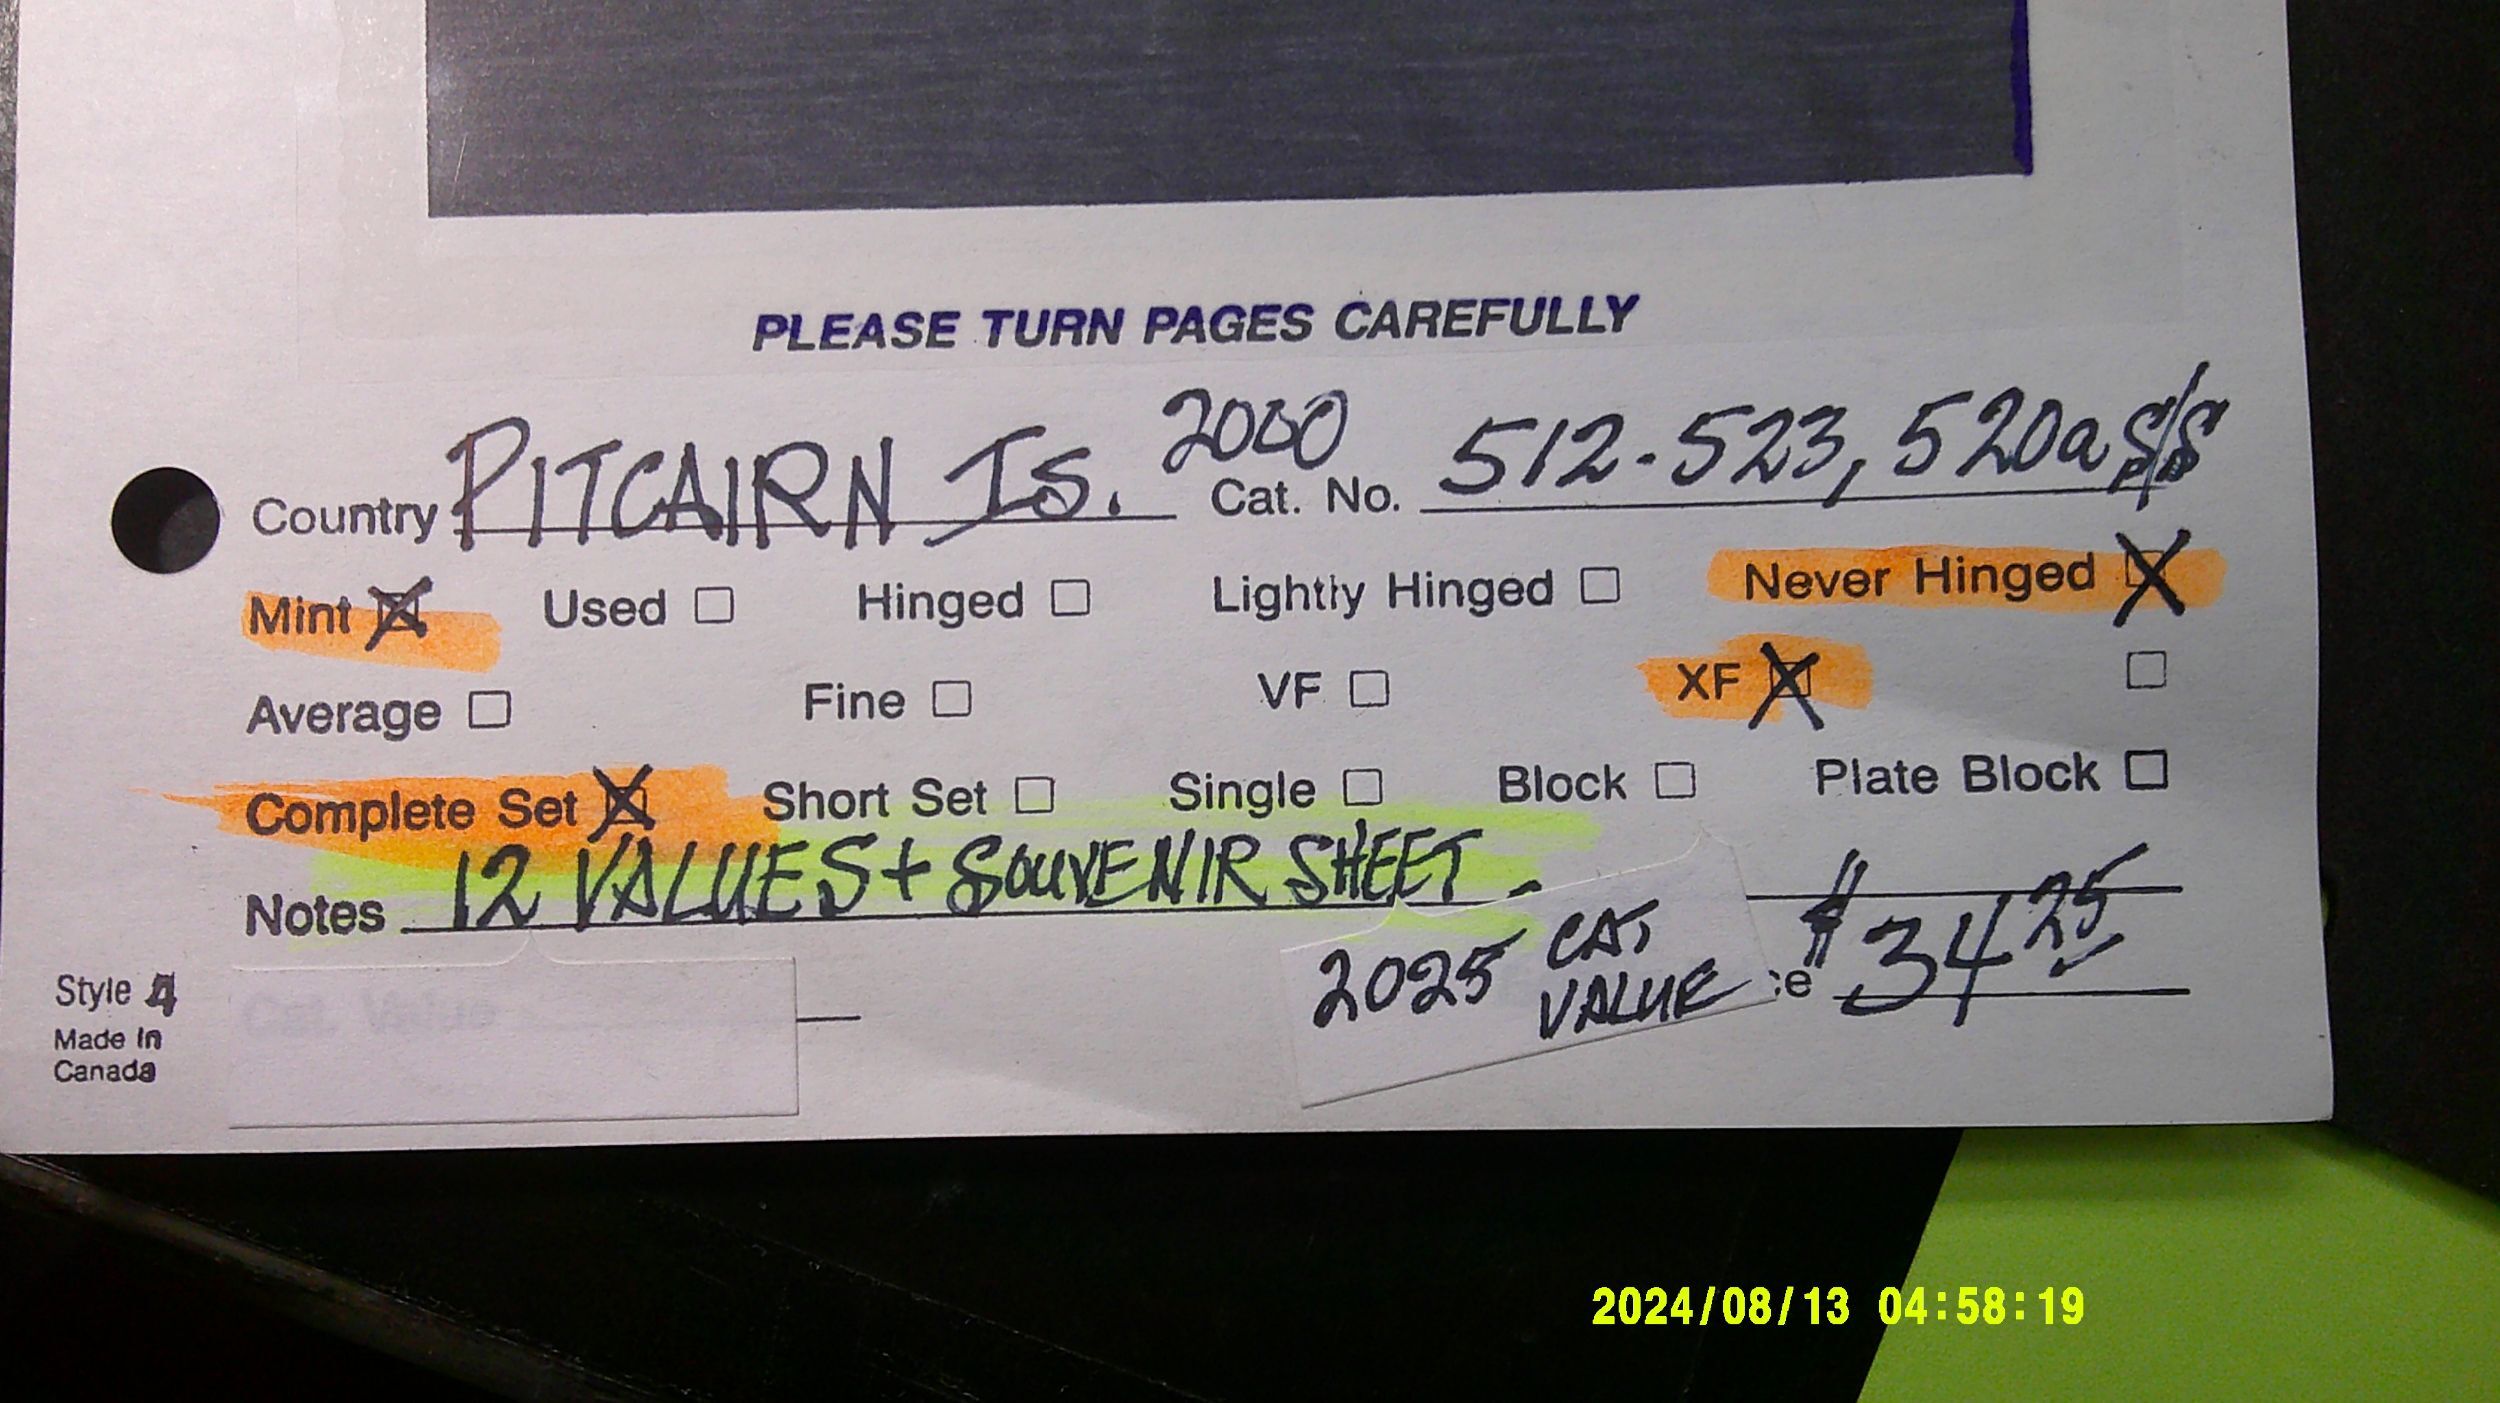 PLEASE TURN PAGES CAREFULLY
Country PITCAIRN Is. 2000 Cat. No. 512-523, 520a S/S
Mint Used Hinged Lightly Hinged Never Hinged
Average Fine VF XF
Complete Set Short Set Single Block Plate Block
Notes 12 VALUES + SOUVENIR SHEET -
Style 4
Made In
Canada
Cat. Value
2025 CAT VALUE :e $34.25
2024/08/13 04:58:19